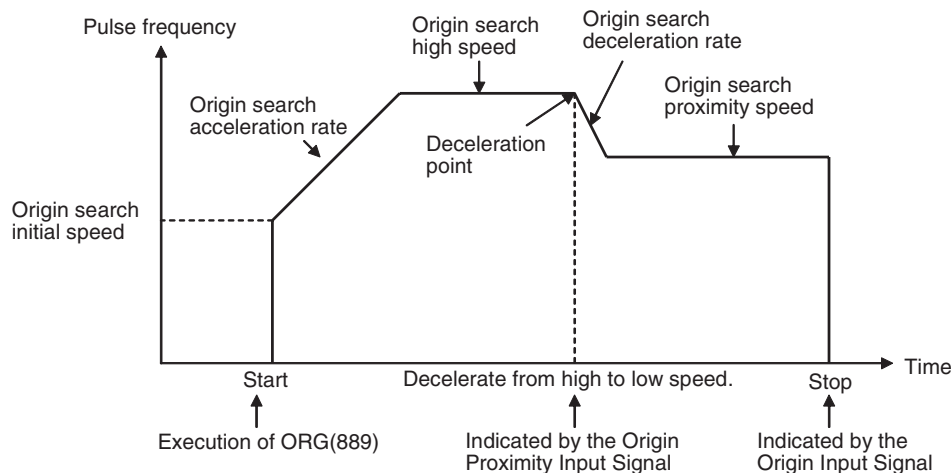 Pulse frequency
Origin search
high speed
Origin search
deceleration rate
Origin search
acceleration rate
Origin search
proximity speed
Deceleration
point
Origin search
initial speed
Time
Start
Decelerate from high to low speed.
Stop
Execution of ORG(889)
Indicated by the Origin
Proximity Input Signal
Indicated by the
Origin Input Signal